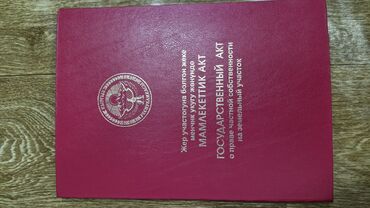 Жер участогуна болгон жеке
менчик укугу жөнүндө
МАМЛЕКЕТТИК АКТ
ГОСУДАРСТВЕННЫЙ АКТ
о праве частной собственности
на земельный участок